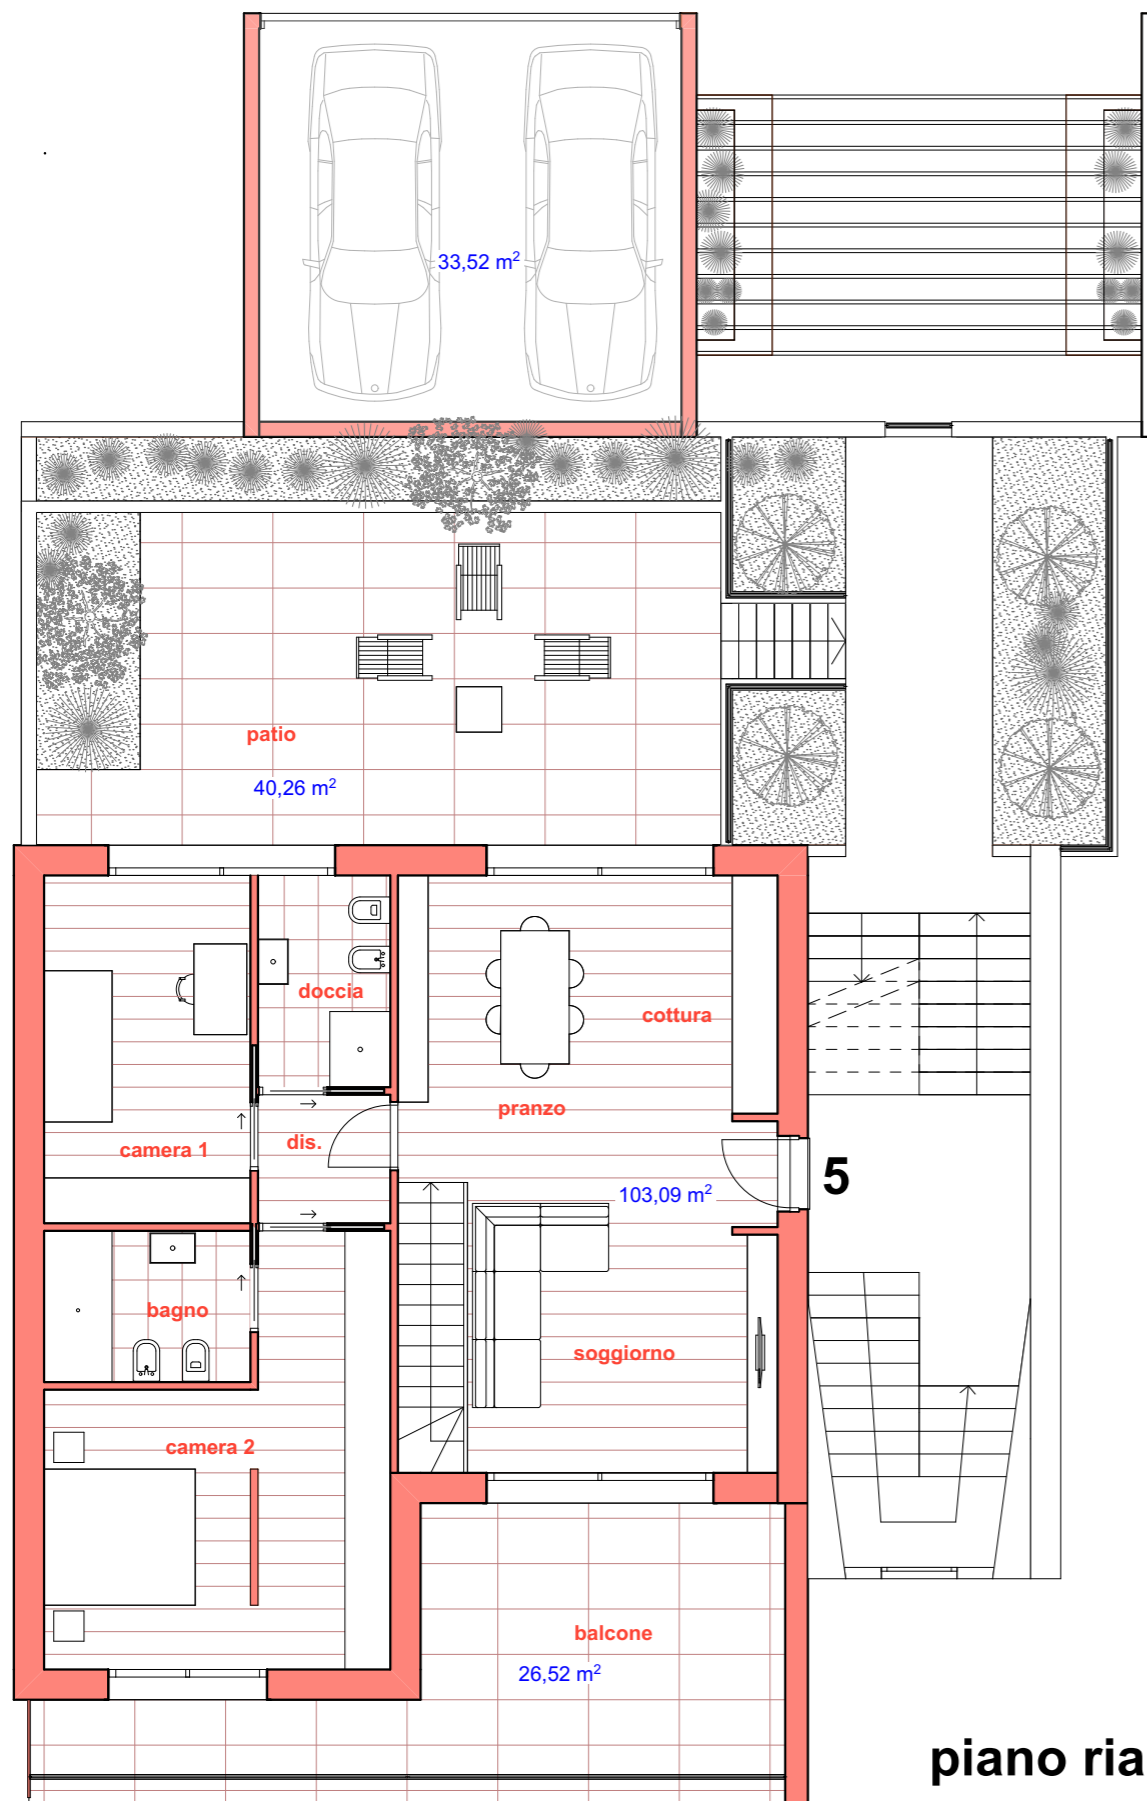 33,52 m²
patio
40,26 m²
doccia
cottura
pranzo
camera 1
dis.
5
103,09 m²
bagno
soggiorno
camera 2
balcone
26,52 m²
piano ria